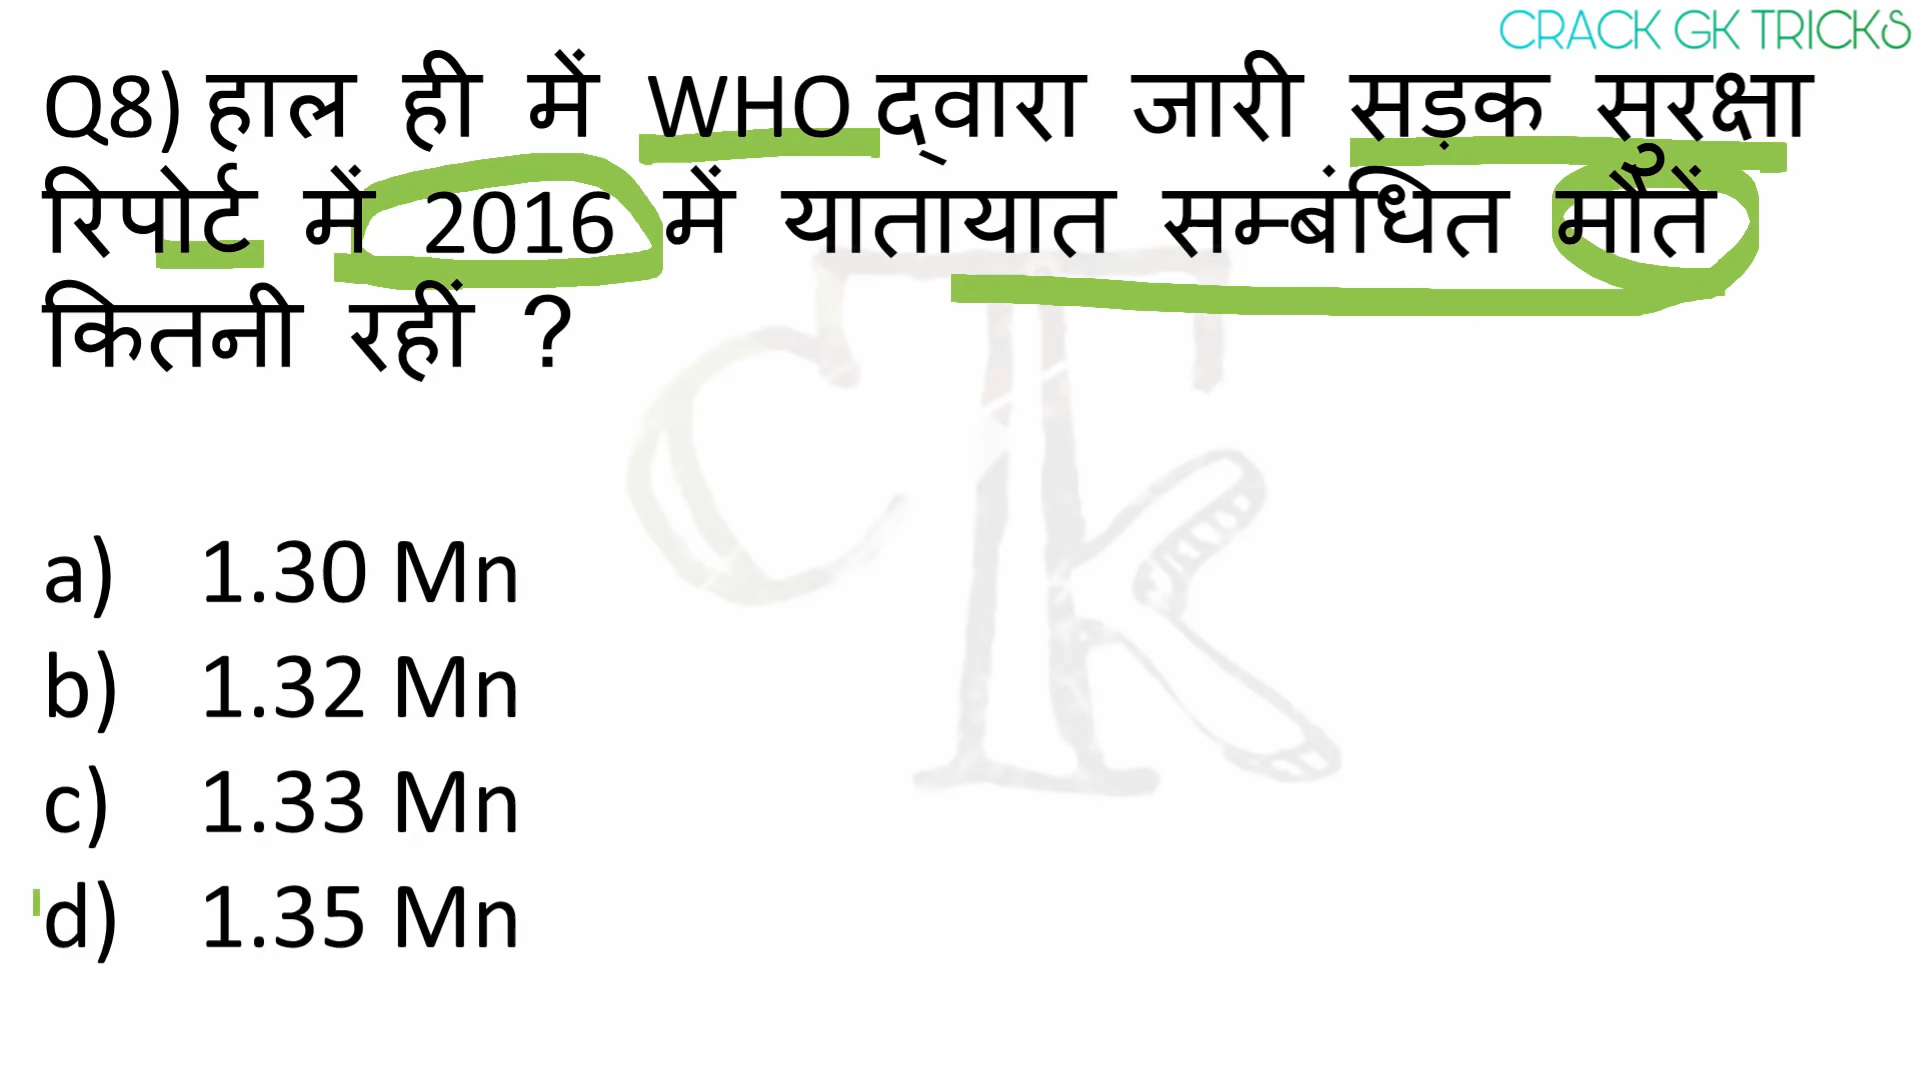 CRACK GK TRICKS
Q8) हाल ही में WHO द्वारा जारी सड़क सुरक्षा
रिपोर्ट में 2016 में यातायात सम्बंधित मौतें
कितनी रहीं ?
a) 1.30 Mn
b) 1.32 Mn
c) 1.33 Mn
d) 1.35 Mn
CTK